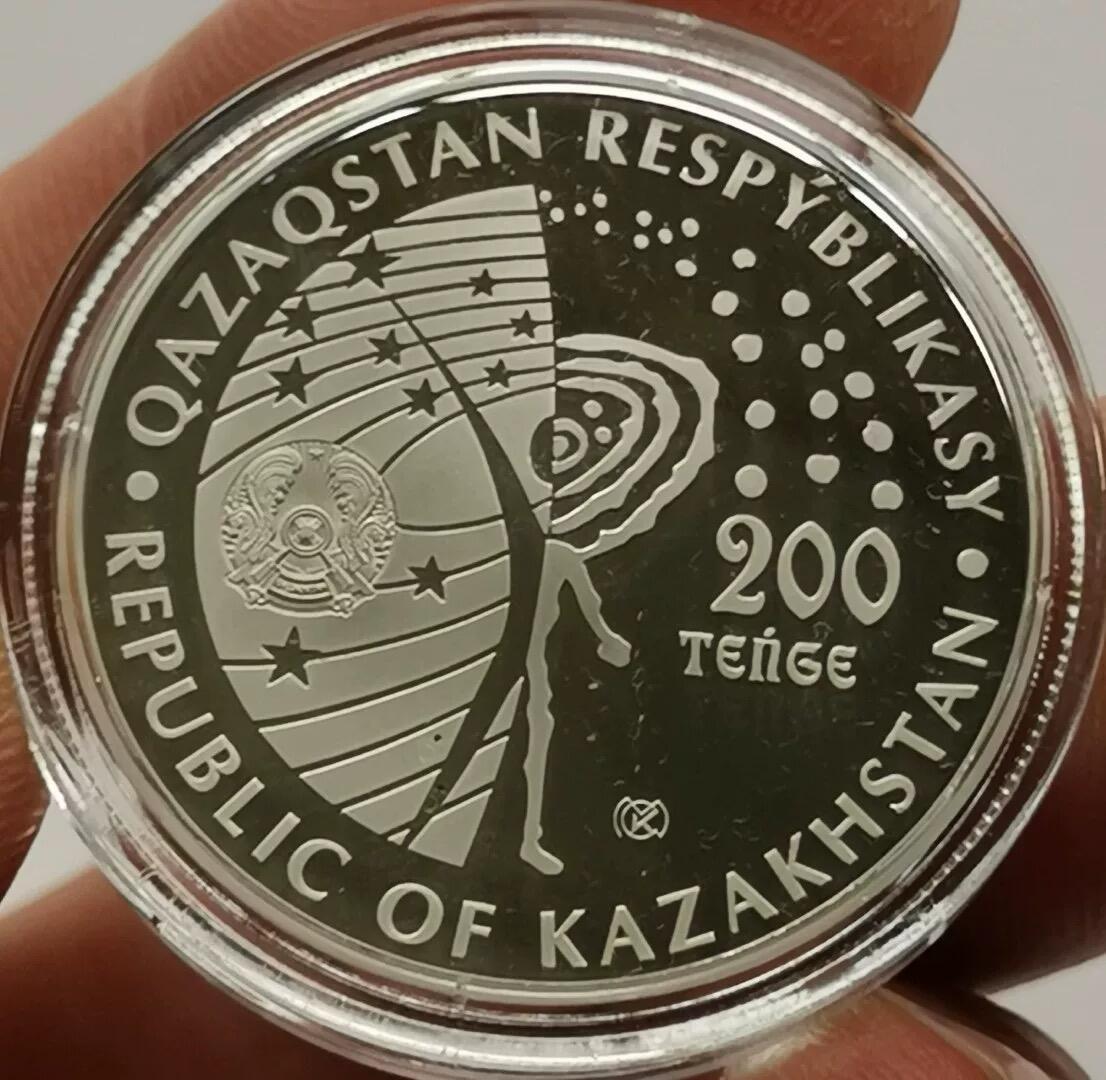 QAZAQSTAN RESPÝBLIKASY
200
TEŃGE
• REPUBLIC OF KAZAKHSTAN •